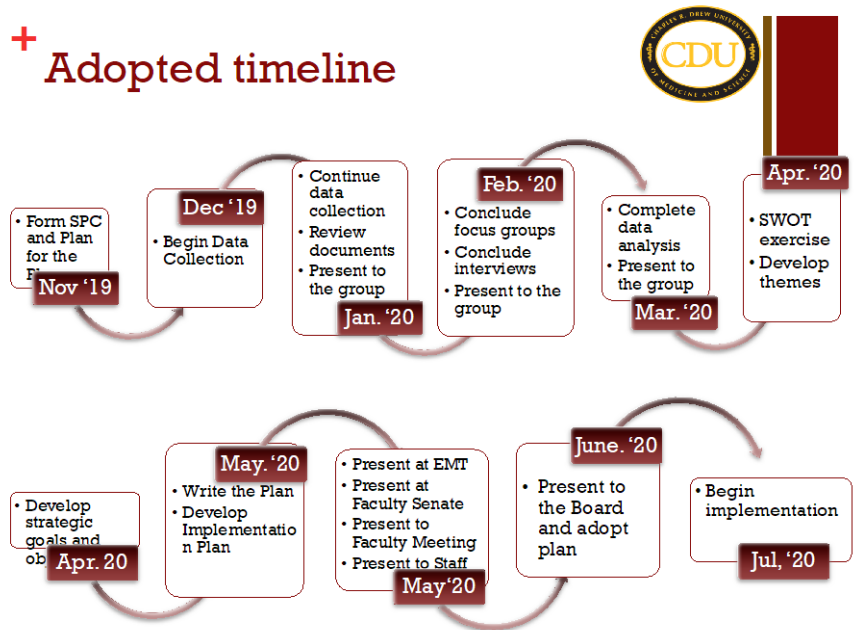 +
Adopted timeline
CHARLES R. DREW UNIVERSITY
CDU
OF MEDICINE AND SCIENCE
• Form SPC
and Plan
for the
Nov ‘19
Dec ‘19
• Begin Data
Collection
• Continue
data
collection
• Review
documents
• Present to
the group
Jan. ‘20
Feb. ‘20
• Conclude
focus groups
• Conclude
interviews
• Present to the
group
• Complete
data
analysis
• Present to
the group
Mar. ‘20
Apr. ‘20
• SWOT
exercise
• Develop
themes
• Develop
strategic
goals and
Apr. 20
May. ‘20
• Write the Plan
• Develop
Implementatio
n Plan
• Present at EMT
• Present at
Faculty Senate
• Present to
Faculty Meeting
• Present to Staff
May‘20
June. ‘20
• Present to
the Board
and adopt
plan
• Begin
implementation
Jul, ‘20